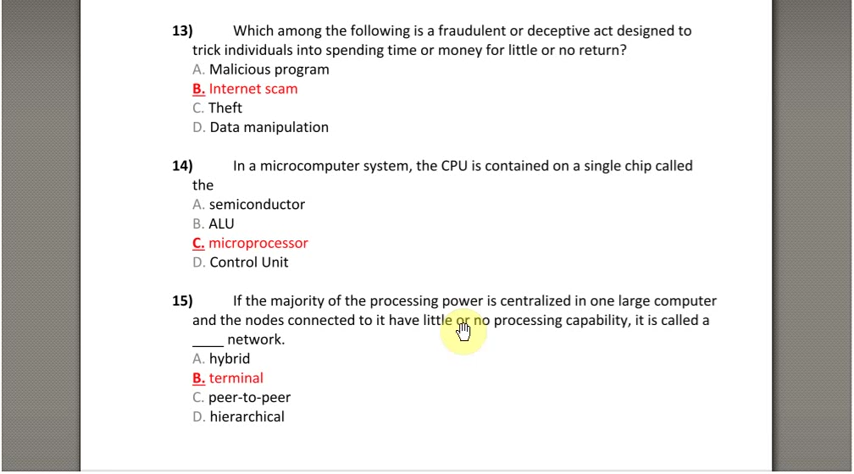 13) Which among the following is a fraudulent or deceptive act designed to
trick individuals into spending time or money for little or no return?
A. Malicious program
B. Internet scam
C. Theft
D. Data manipulation
14) In a microcomputer system, the CPU is contained on a single chip called
the
A. semiconductor
B. ALU
C. microprocessor
D. Control Unit
15) If the majority of the processing power is centralized in one large computer
and the nodes connected to it have little or no processing capability, it is called a
____ network.
A. hybrid
B. terminal
C. peer-to-peer
D. hierarchical